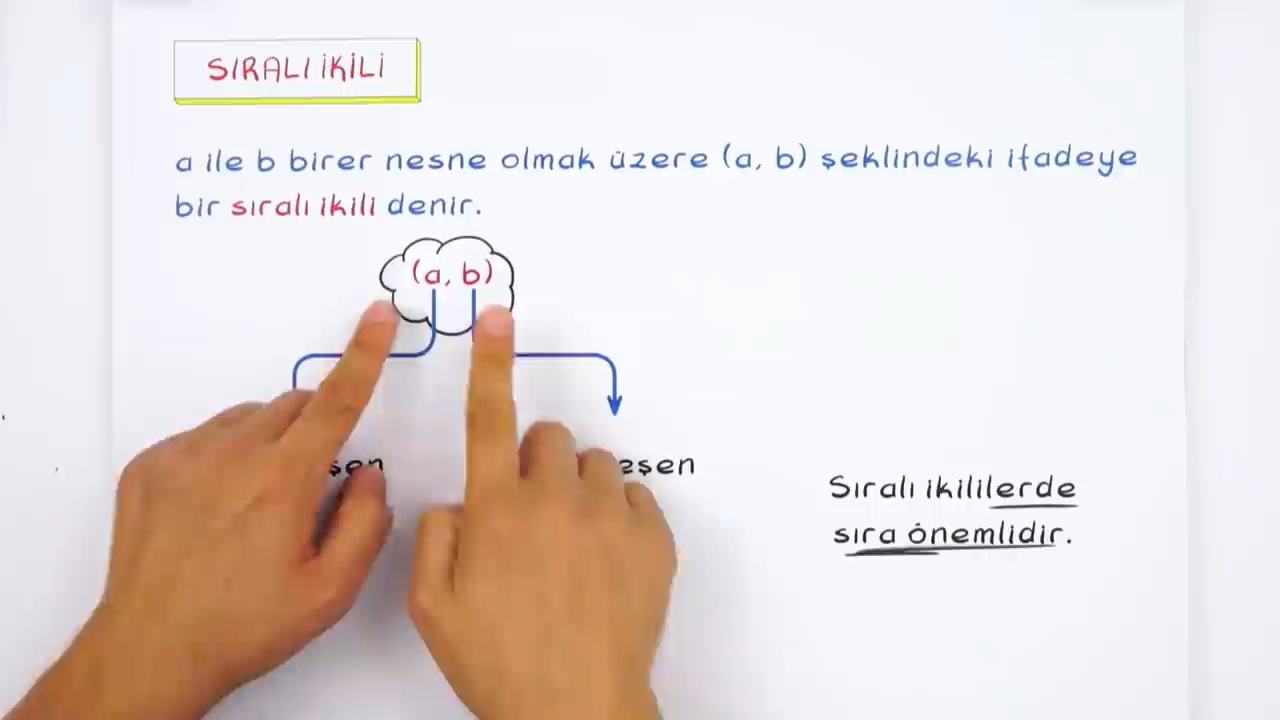 SIRALI İKİLİ
a ile b birer nesne olmak üzere (a, b) şeklindeki ifadeye
bir sıralı ikili denir.
(a, b)
Sıralı ikililerde
sıra önemlidir.